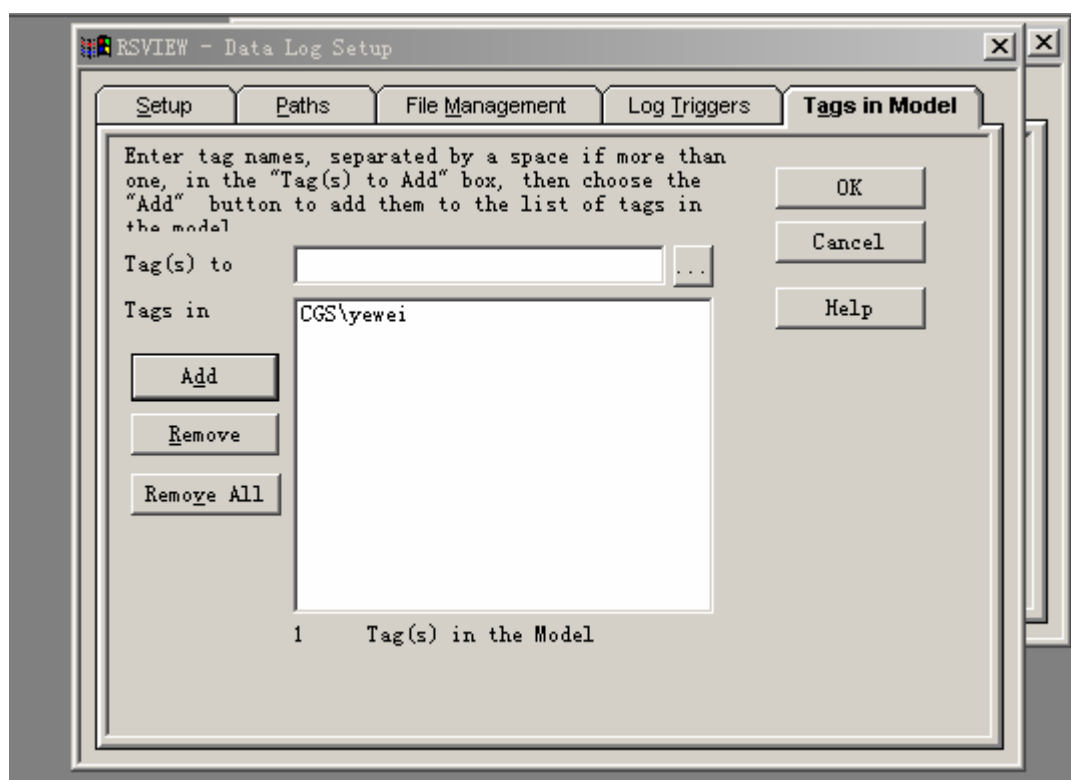 RSVIEW - Data Log Setup
Setup Paths File Management Log Triggers Tags in Model
Enter tag names, separated by a space if more than
one, in the "Tag(s) to Add" box, then choose the
"Add" button to add them to the list of tags in
the model
OK
Cancel
Tag(s) to ...
Tags in
CGS\yewei
Help
Add
Remove
Remove All
1 Tag(s) in the Model